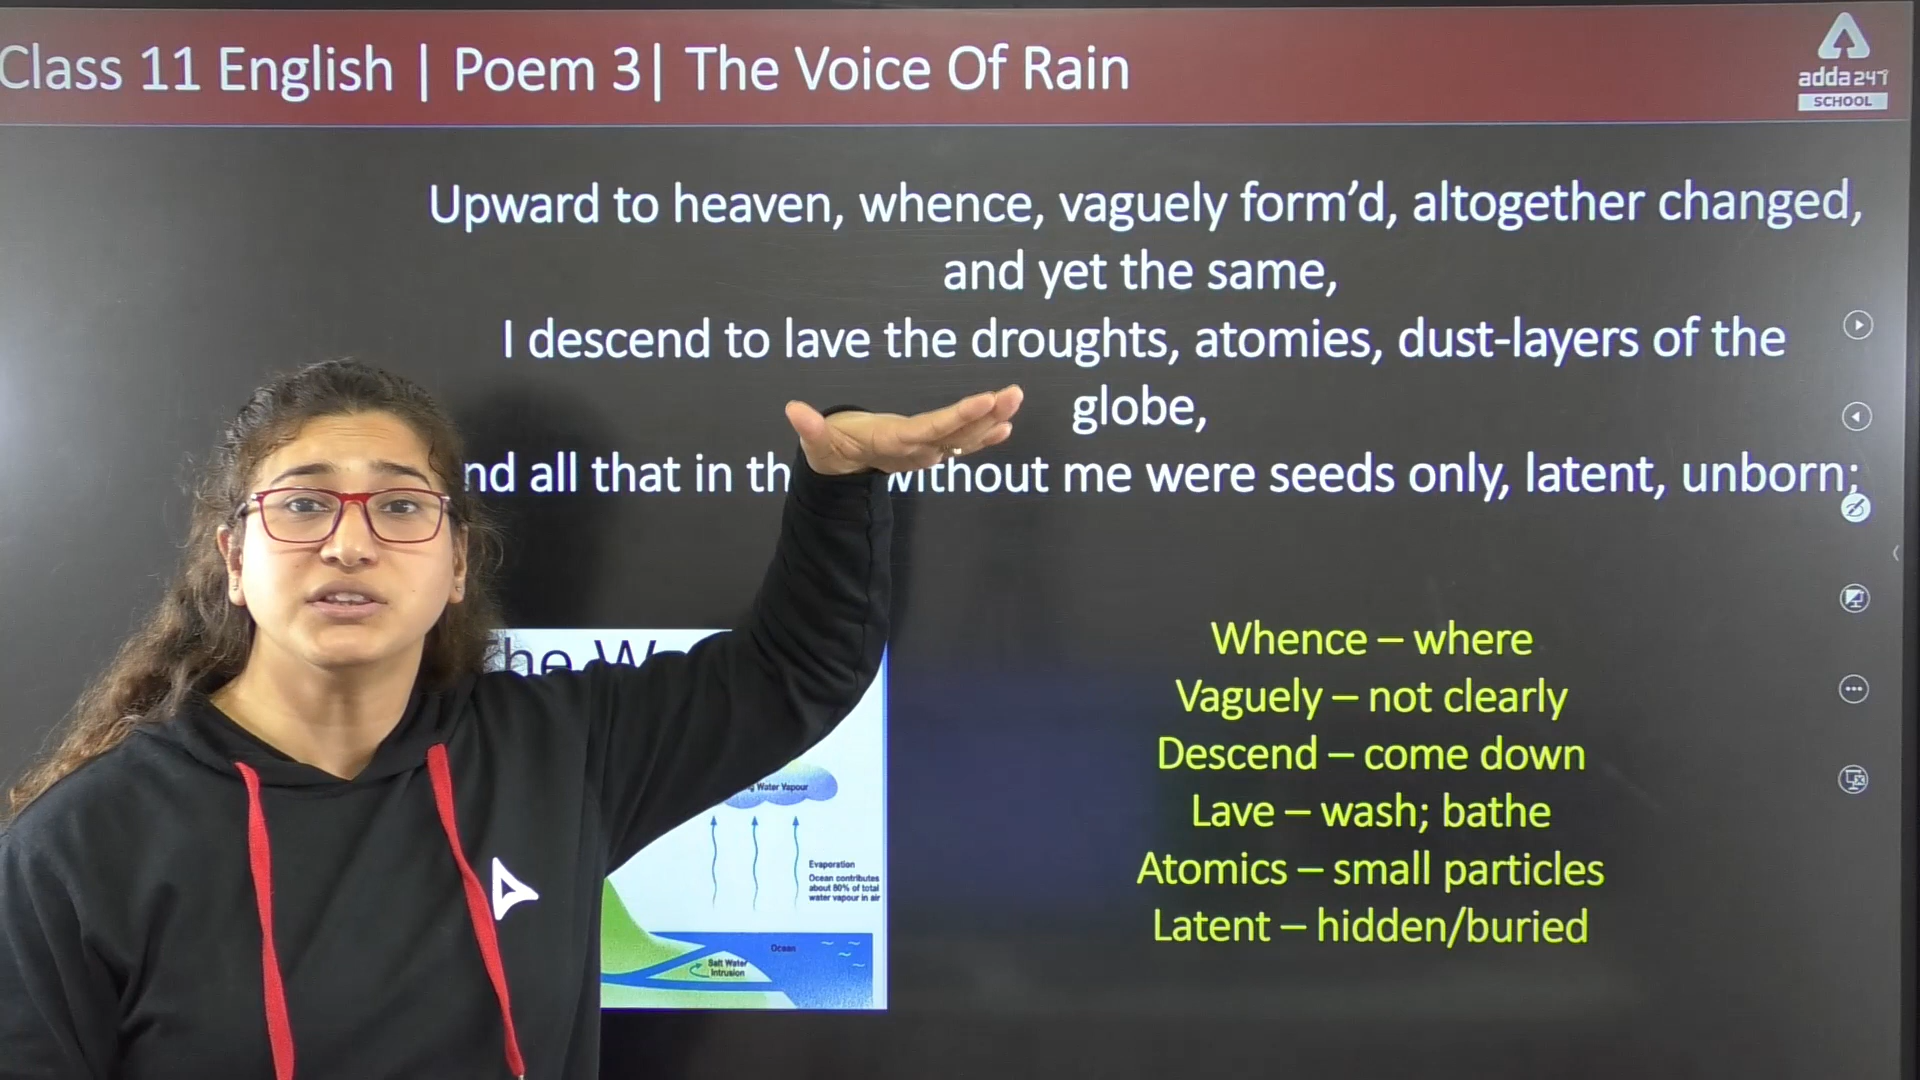 Class 11 English | Poem 3| The Voice Of Rain
adda247
SCHOOL
Upward to heaven, whence, vaguely form’d, altogether changed,
and yet the same,
I descend to lave the droughts, atomies, dust-layers of the
globe,
nd all that in th without me were seeds only, latent, unborn;
he Wa
Whence – where
Vaguely – not clearly
Descend – come down
Lave – wash; bathe
Atomics – small particles
Latent – hidden/buried
g Water Vapour
Evaporation
Ocean contributes
about 80% of total
water vapour in air
Ocean
Salt Water
Intrusion